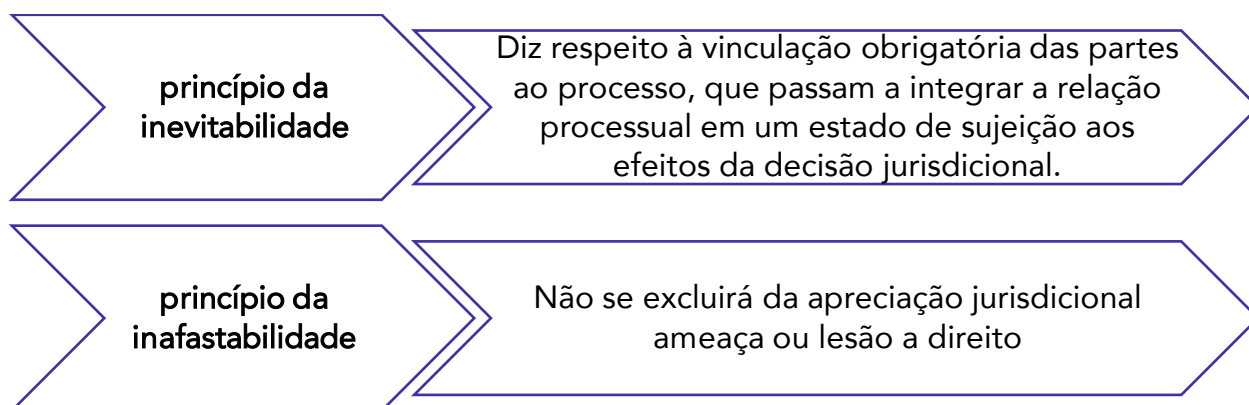 princípio da
inevitabilidade
Diz respeito à vinculação obrigatória das partes
ao processo, que passam a integrar a relação
processual em um estado de sujeição aos
efeitos da decisão jurisdicional.
princípio da
inafastabilidade
Não se excluirá da apreciação jurisdicional
ameaça ou lesão a direito